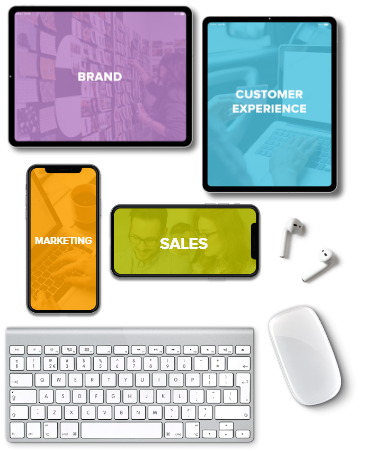 BRAND
CUSTOMER
EXPERIENCE
MARKETING
SALES
Q W E R T Y U I O P
A S D F G H J K L
Z X C V B N M